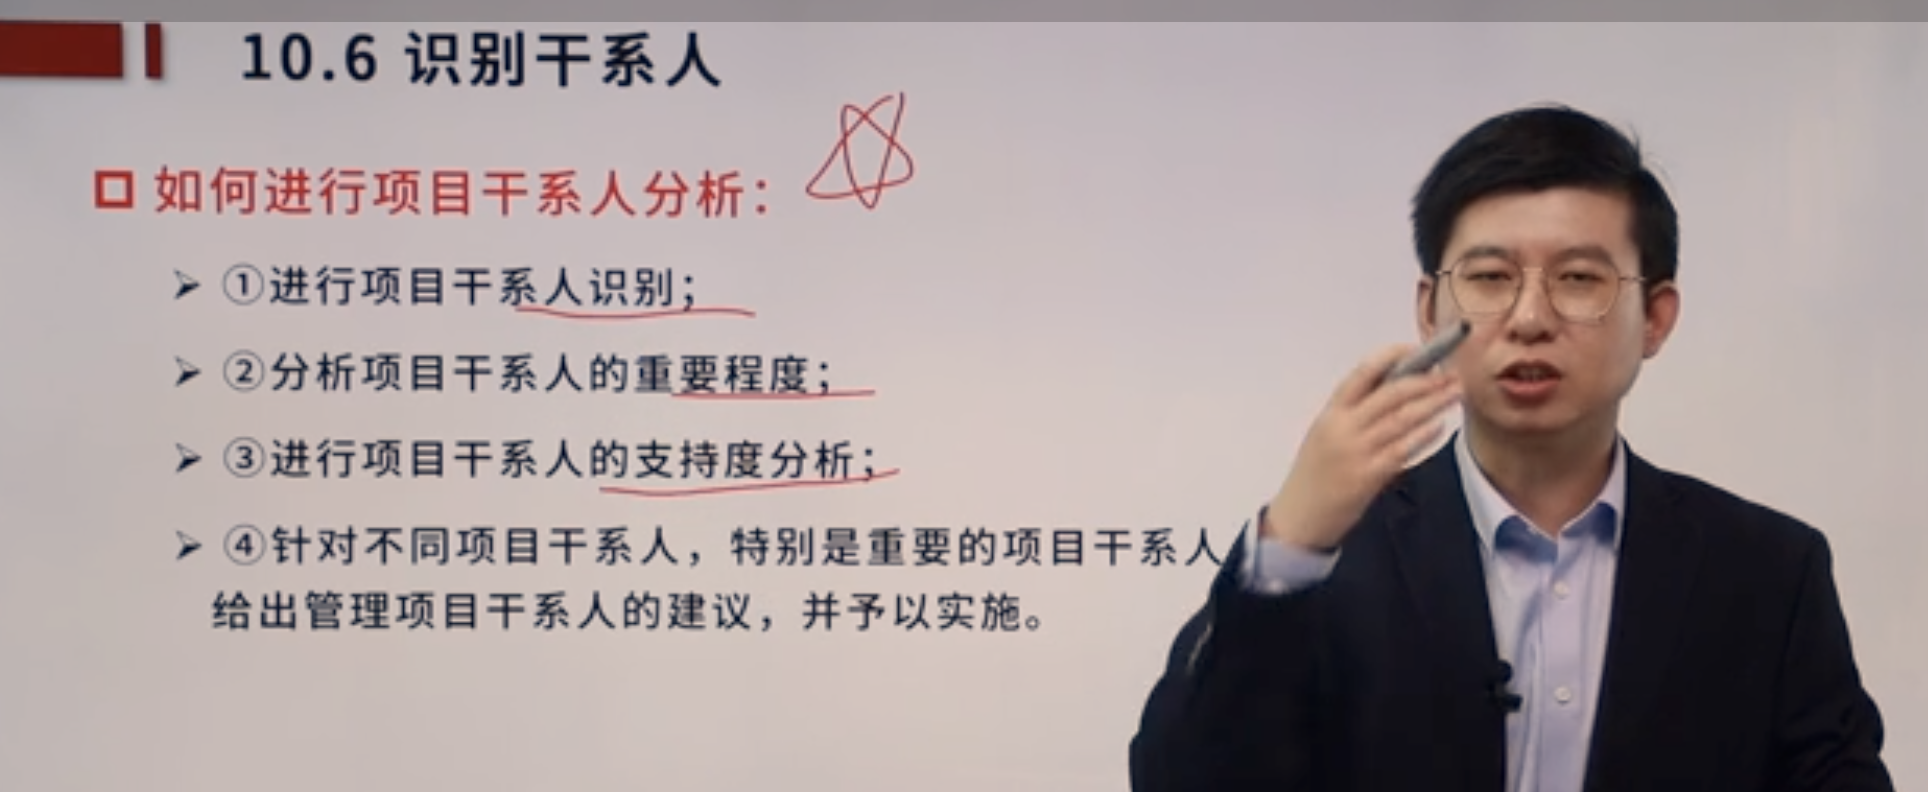 10.6 识别干系人
如何进行项目干系人分析：
➢ ①进行项目干系人识别；
➢ ②分析项目干系人的重要程度；
➢ ③进行项目干系人的支持度分析；
➢ ④针对不同项目干系人，特别是重要的项目干系人
给出管理项目干系人的建议，并予以实施。